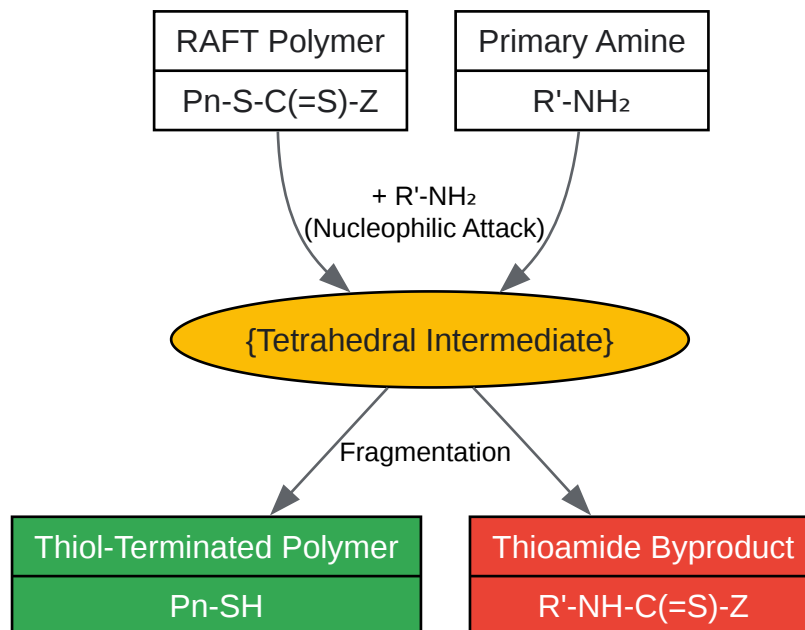 RAFT Polymer
Primary Amine
Pn-S-C(=S)-Z
R'-NH₂
+ R'-NH₂
(Nucleophilic Attack)
{Tetrahedral Intermediate}
Fragmentation
Thiol-Terminated Polymer
Thioamide Byproduct
Pn-SH
R'-NH-C(=S)-Z